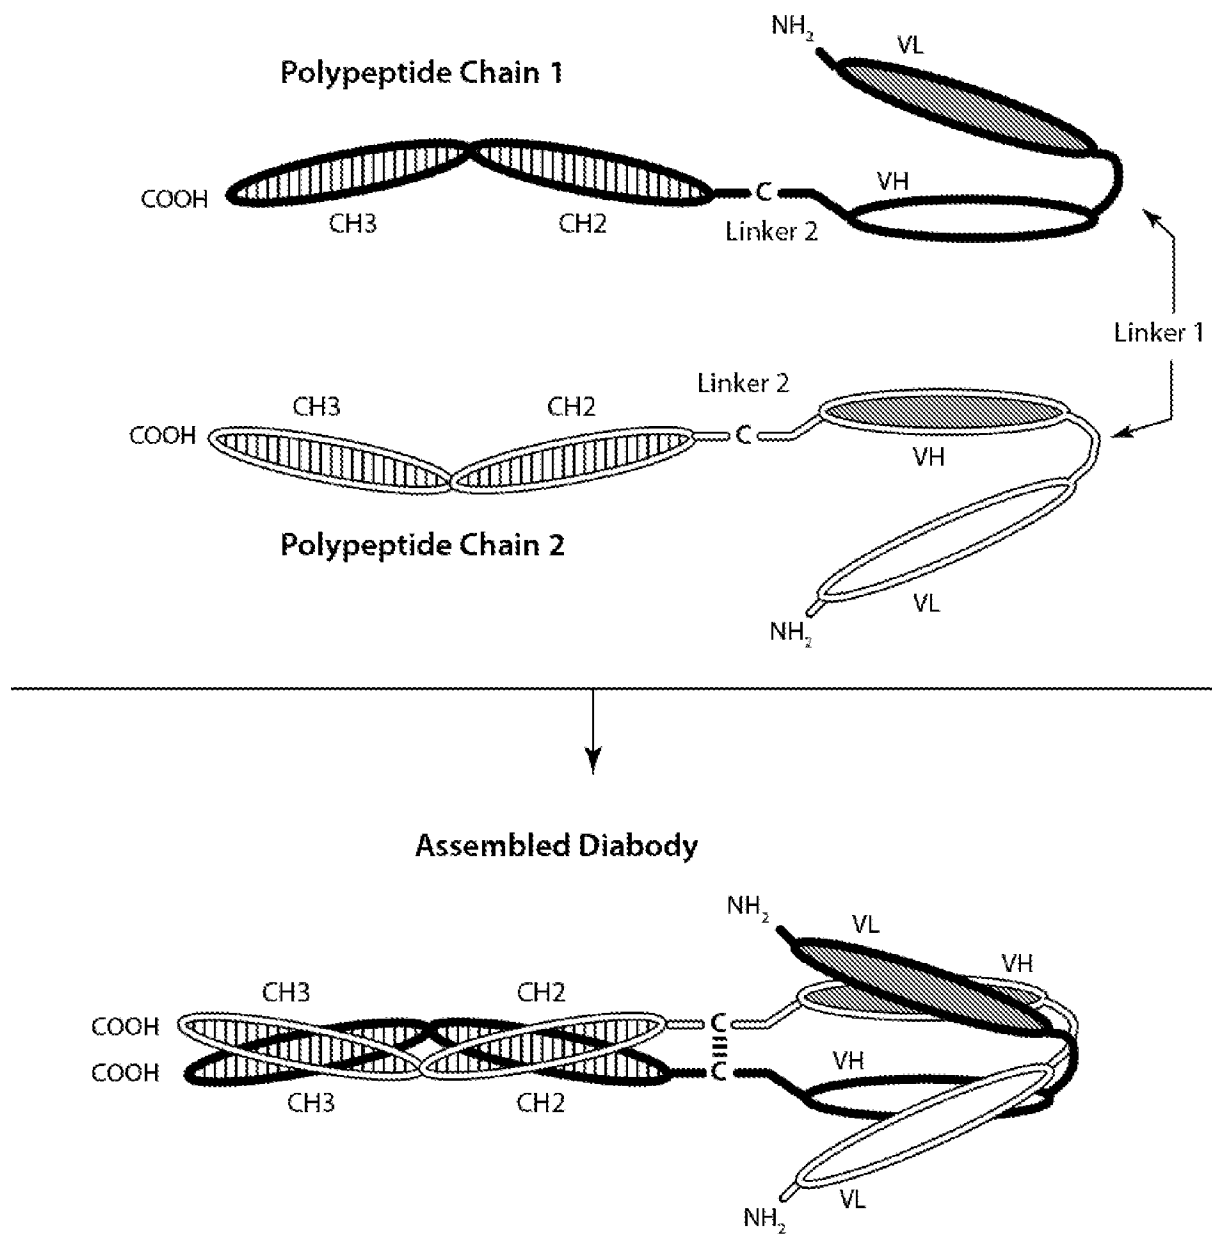 NH2
VL
Polypeptide Chain 1
COOH
CH3
CH2
C
Linker 2
VH
Linker 1
Linker 2
CH3
CH2
COOH
C
VH
Polypeptide Chain 2
VL
NH2
Assembled Diabody
NH2
VL
VH
CH3
CH2
COOH
C
COOH
C
VH
CH3
CH2
VL
NH2